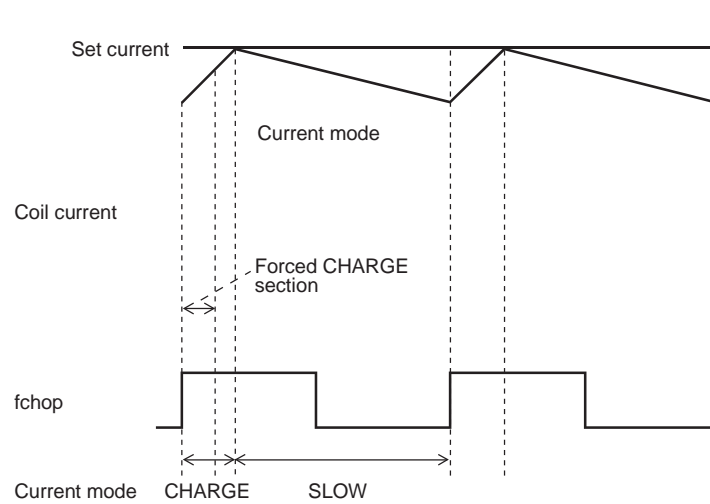 Set current
Current mode
Coil current
Forced CHARGE
section
fchop
Current mode CHARGE SLOW